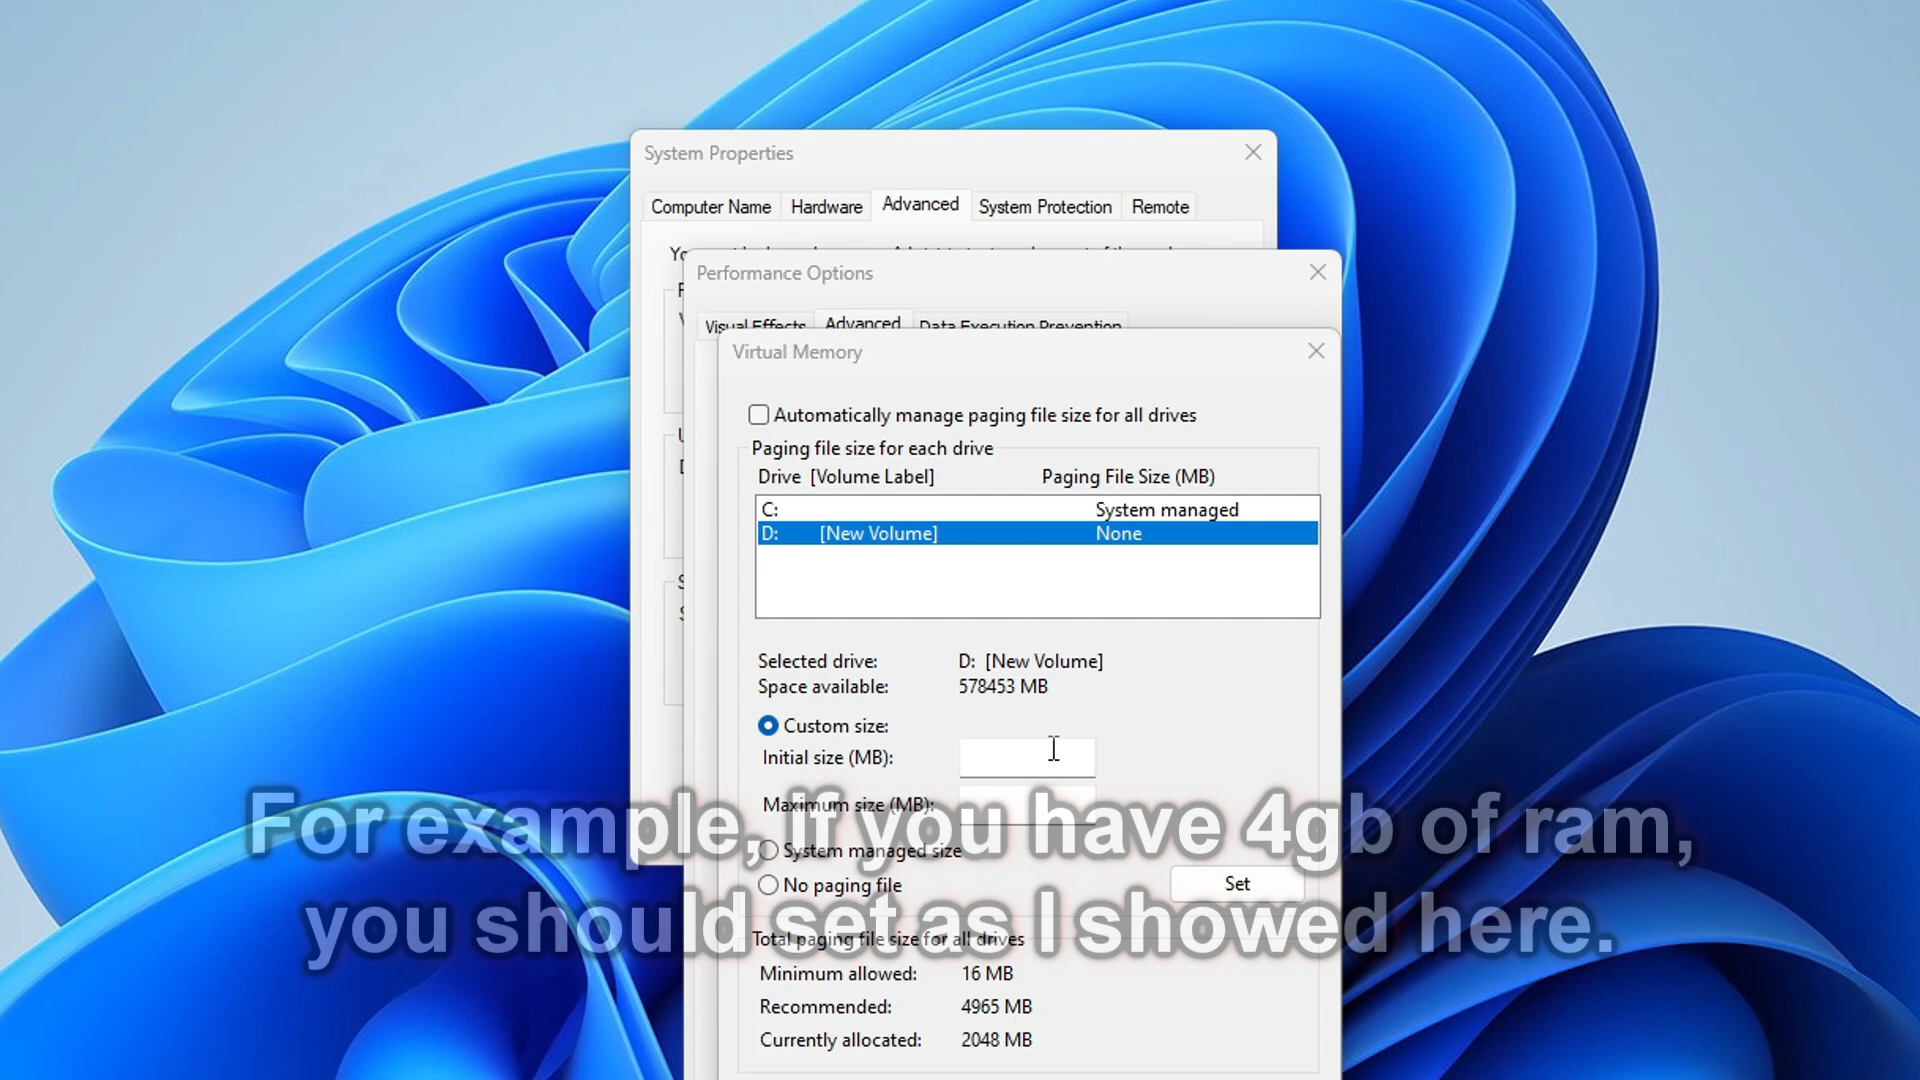 System Properties
Computer Name Hardware Advanced System Protection Remote
Performance Options
Visual Effects Advanced Data Execution Prevention
Virtual Memory
Automatically manage paging file size for all drives
Paging file size for each drive
Drive [Volume Label] Paging File Size (MB)
C: System managed
D: [New Volume] None
Selected drive: D: [New Volume]
Space available: 578453 MB
Custom size:
Initial size (MB):
Maximum size (MB):
For example, If you have 4gb of ram,
System managed size
No paging file
Set
you should set as I showed here.
Total paging file size for all drives
Minimum allowed: 16 MB
Recommended: 4965 MB
Currently allocated: 2048 MB